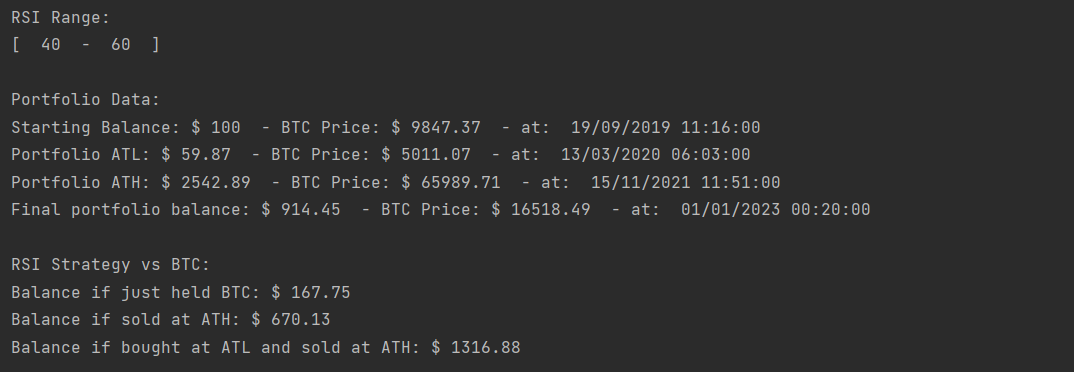 RSI Range:
[  40  -  60  ]
Portfolio Data:
Starting Balance: $ 100  - BTC Price: $ 9847.37  - at:  19/09/2019 11:16:00
Portfolio ATL: $ 59.87  - BTC Price: $ 5011.07  - at:  13/03/2020 06:03:00
Portfolio ATH: $ 2542.89  - BTC Price: $ 65989.71  - at:  15/11/2021 11:51:00
Final portfolio balance: $ 914.45  - BTC Price: $ 16518.49  - at:  01/01/2023 00:20:00
RSI Strategy vs BTC:
Balance if just held BTC: $ 167.75
Balance if sold at ATH: $ 670.13
Balance if bought at ATL and sold at ATH: $ 1316.88